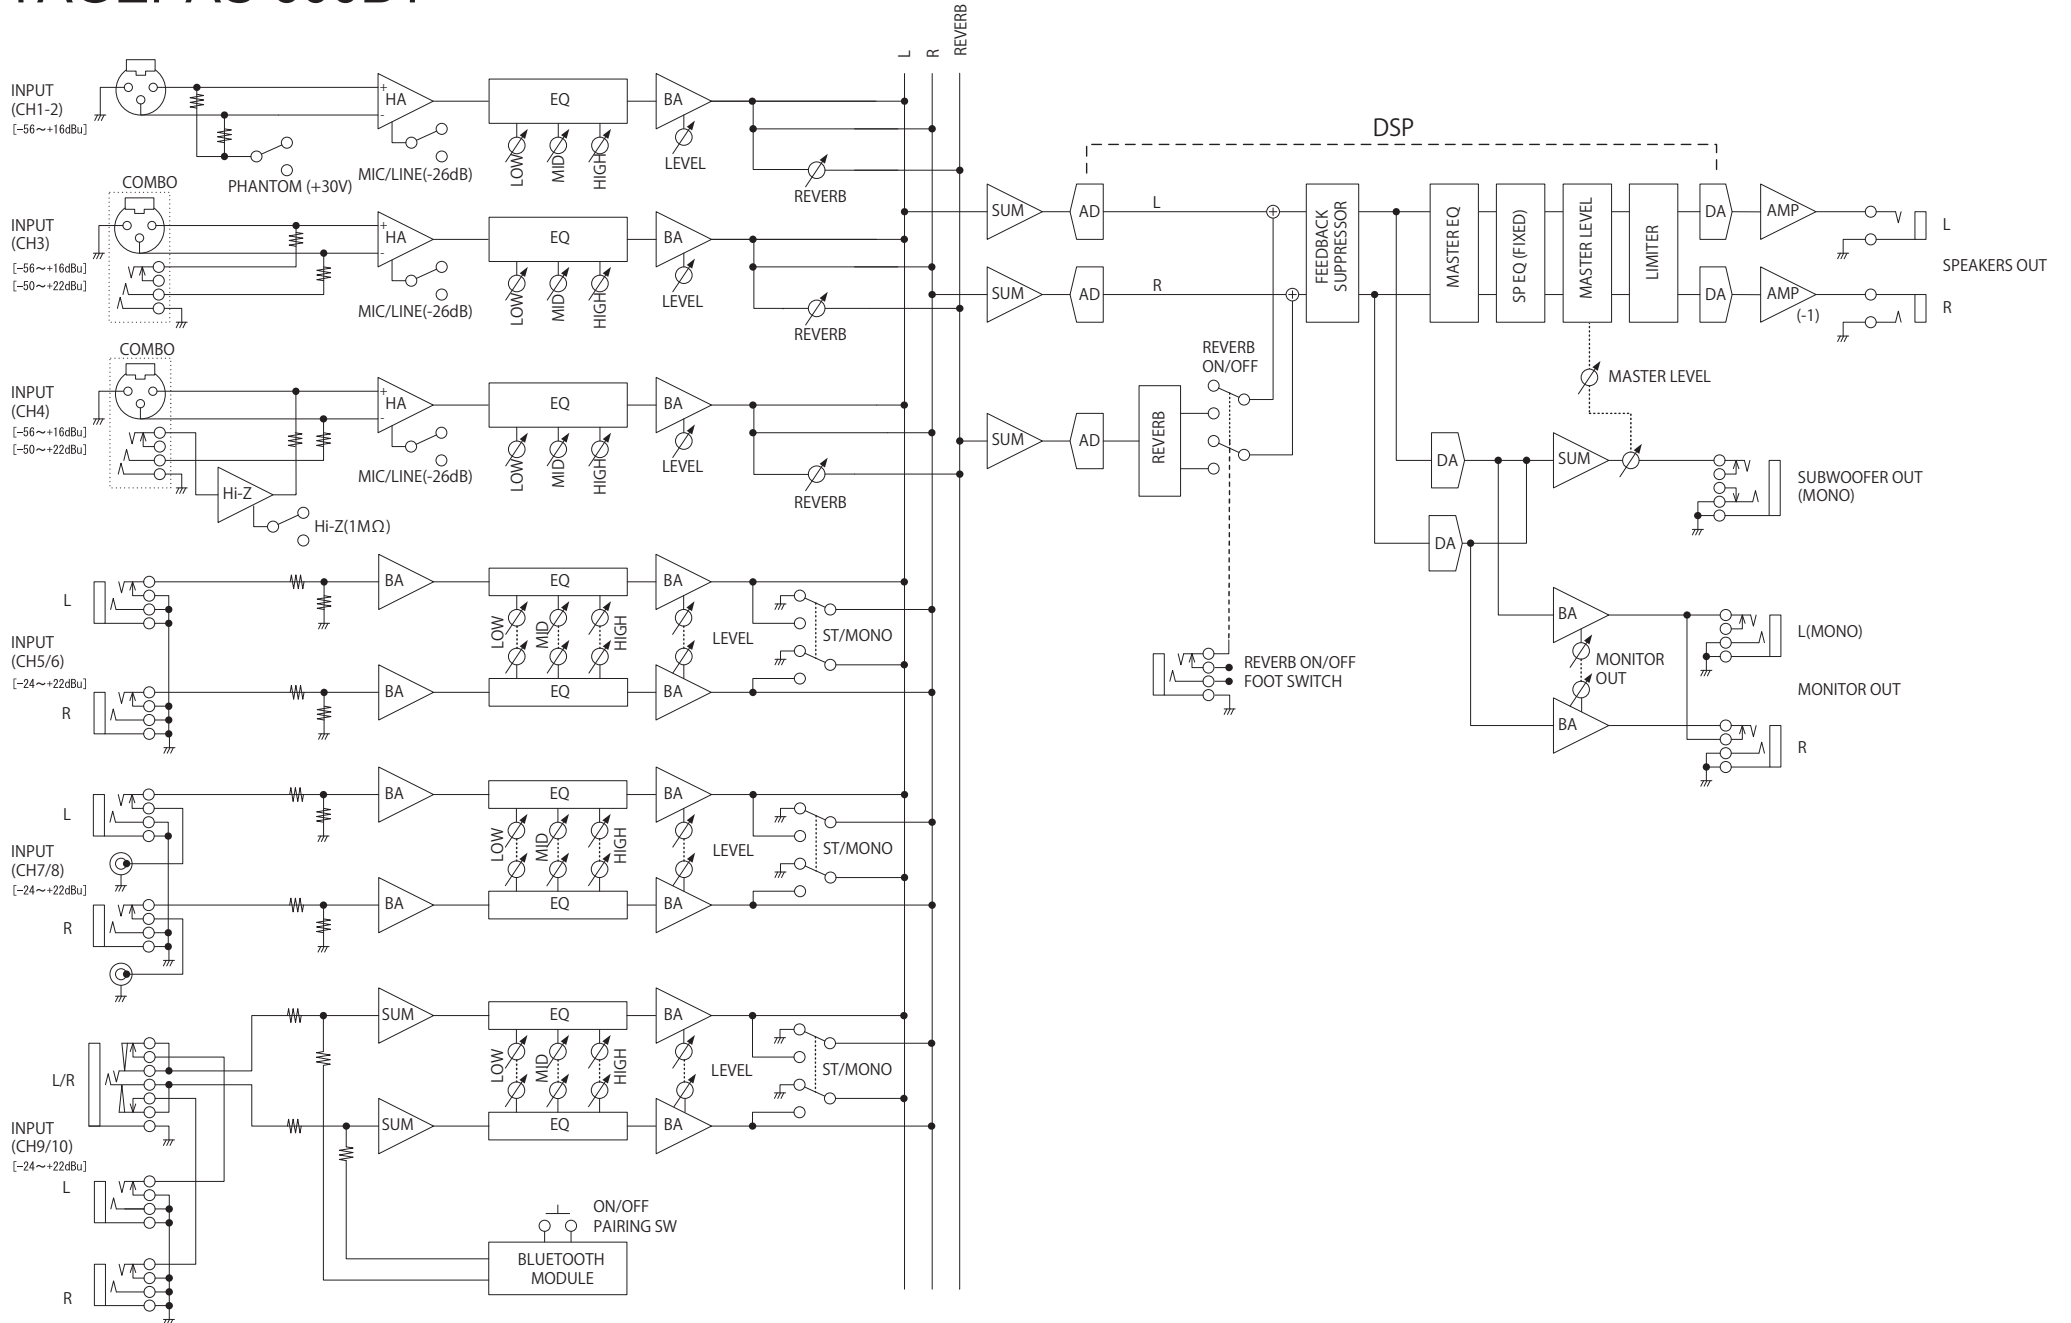 L
R
REVERB
INPUT
(CH1-2)
[−56～+16dBu]
HA
+
-
EQ
BA
LOW
MID
HIGH
LEVEL
REVERB
PHANTOM (+30V)
MIC/LINE(-26dB)
COMBO
INPUT
(CH3)
[−56～+16dBu]
[−50～+22dBu]
+
-
HA
EQ
BA
LOW
MID
HIGH
LEVEL
REVERB
MIC/LINE(-26dB)
COMBO
INPUT
(CH4)
[−56～+16dBu]
[−50～+22dBu]
+
-
HA
EQ
BA
LOW
MID
HIGH
LEVEL
REVERB
MIC/LINE(-26dB)
Hi-Z
Hi-Z(1MΩ)
L
INPUT
(CH5/6)
[−24～+22dBu]
R
BA
EQ
BA
LOW
MID
HIGH
LEVEL
ST/MONO
BA
EQ
BA
L
INPUT
(CH7/8)
[−24～+22dBu]
R
BA
EQ
BA
LOW
MID
HIGH
LEVEL
ST/MONO
BA
EQ
BA
L/R
INPUT
(CH9/10)
[−24～+22dBu]
L
R
SUM
EQ
BA
LOW
MID
HIGH
LEVEL
ST/MONO
SUM
EQ
BA
ON/OFF
PAIRING SW
BLUETOOTH
MODULE
DSP
SUM
AD
L
SUM
AD
R
SUM
AD
REVERB
REVERB
ON/OFF
FEEDBACK
SUPPRESSOR
MASTER EQ
SP EQ (FIXED)
MASTER LEVEL
LIMITER
DA
AMP
L
SPEAKERS OUT
DA
AMP
(-1)
R
MASTER LEVEL
DA
SUM
SUBWOOFER OUT
(MONO)
DA
BA
L(MONO)
MONITOR
OUT
MONITOR OUT
BA
R
REVERB ON/OFF
FOOT SWITCH